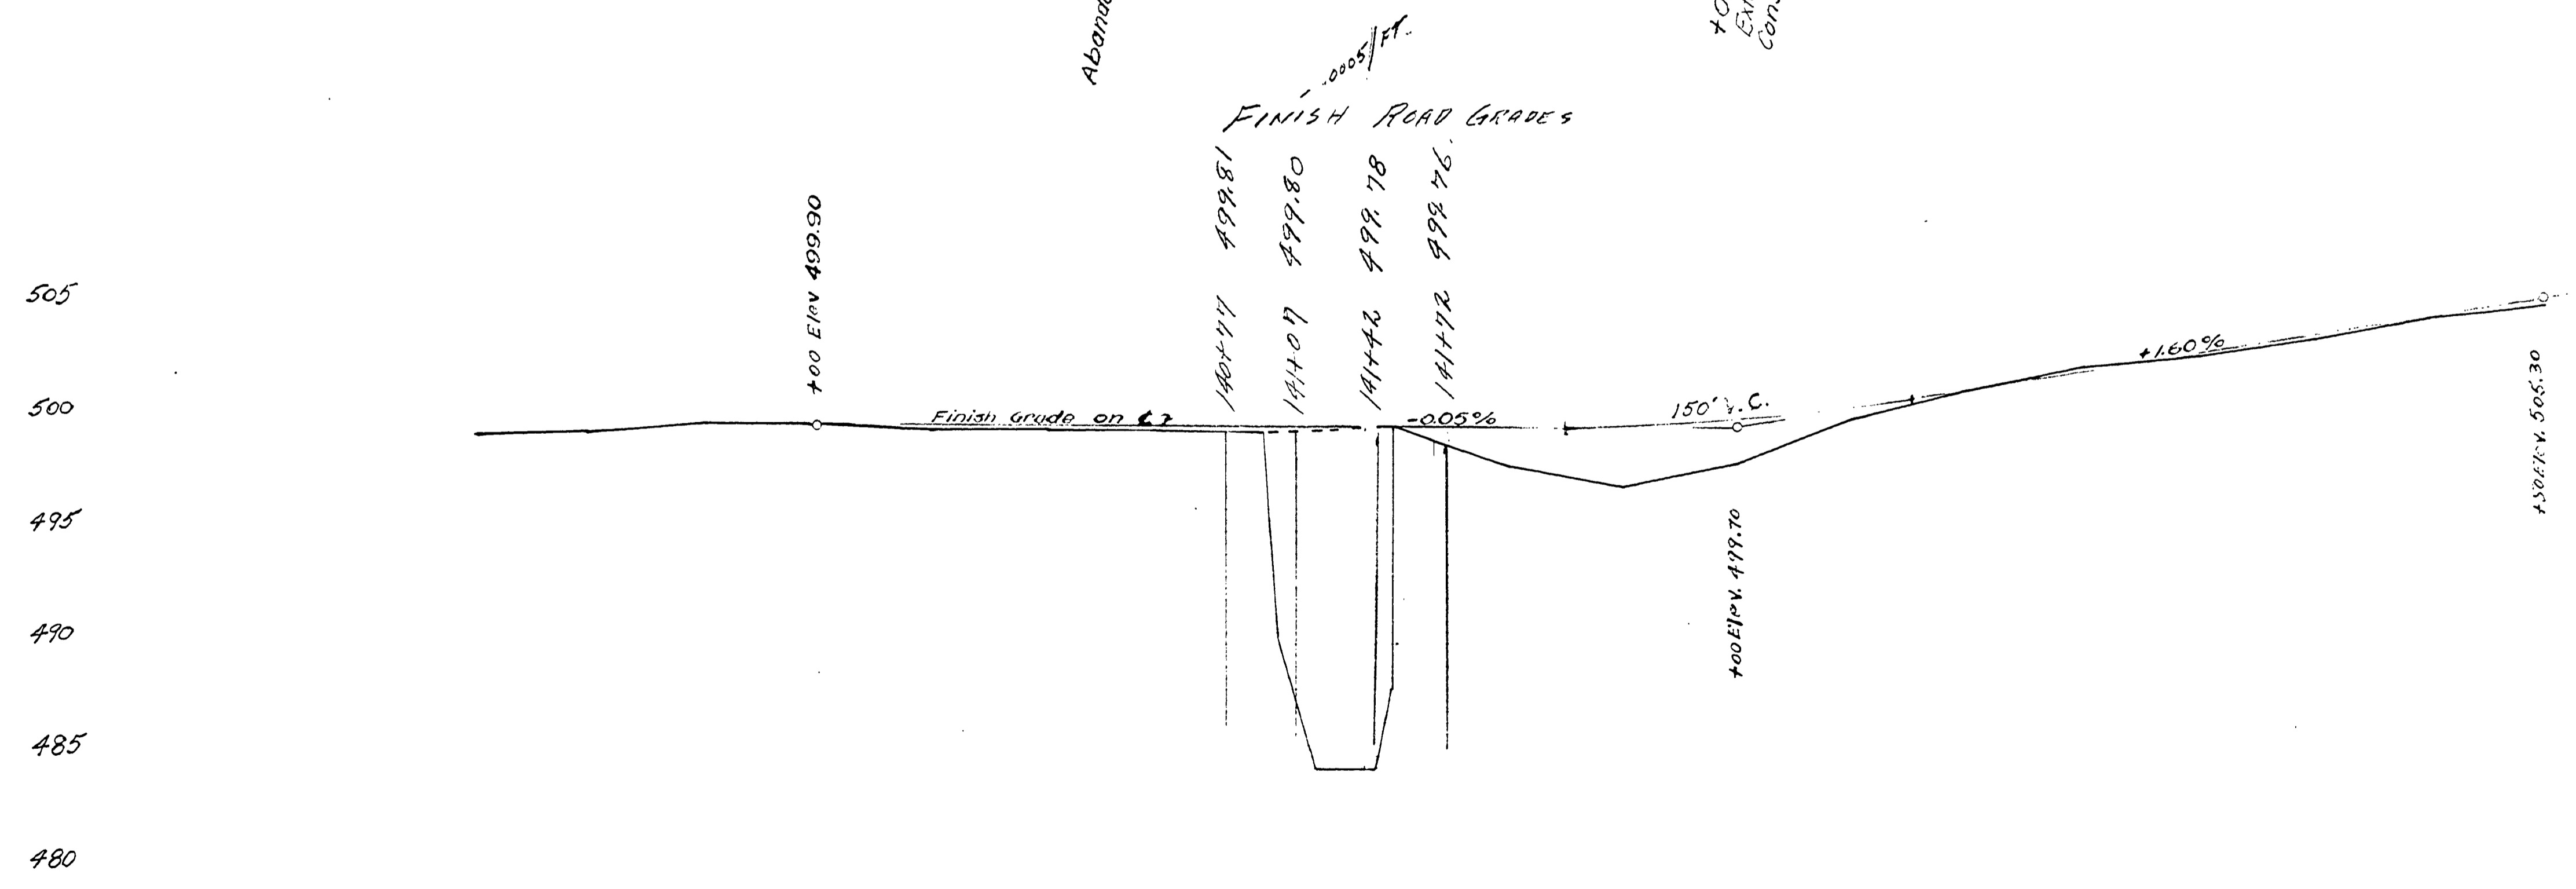 .0005/Ft.
FINISH ROAD GRADES
499.81
499.80
499.78
499.76
140+77
141+07
141+42
141+72
+00 Elev 499.90
505
500
495
490
485
480
Finish Grade on
-0.05%
150' V.C.
+1.60%
+00 Elev. 499.70
+50 Elev. 505.30